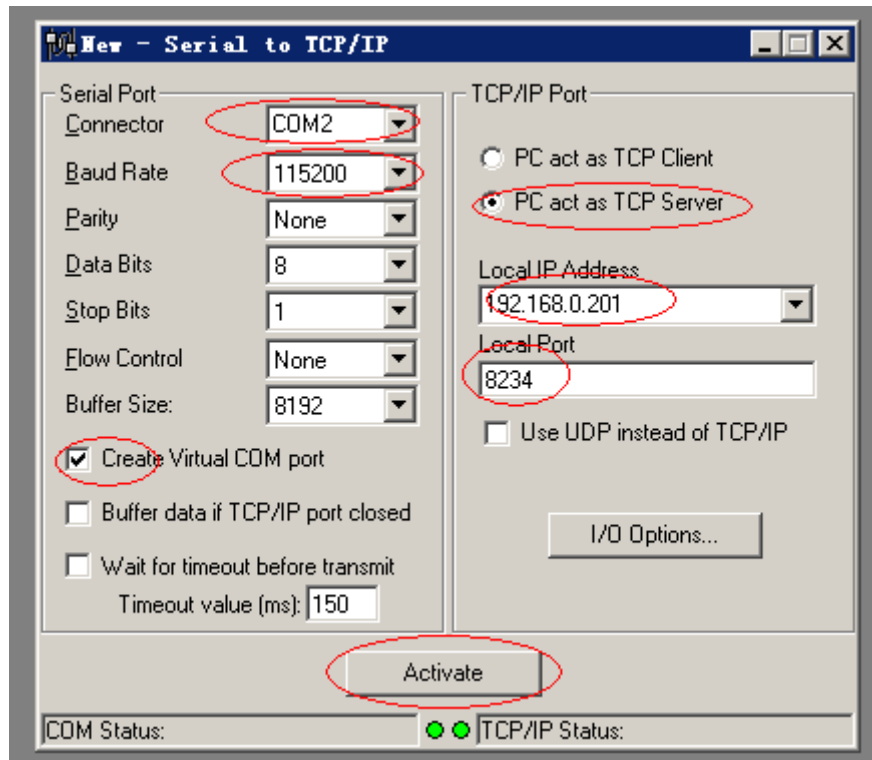 New - Serial to TCP/IP
Serial Port
Connector
COM2
Baud Rate
115200
Parity
None
Data Bits
8
Stop Bits
1
Flow Control
None
Buffer Size:
8192
Create Virtual COM port
Buffer data if TCP/IP port closed
Wait for timeout before transmit
Timeout value (ms): 150
TCP/IP Port
PC act as TCP Client
PC act as TCP Server
Local IP Address
192.168.0.201
Local Port
8234
Use UDP instead of TCP/IP
I/O Options...
Activate
COM Status:
TCP/IP Status: